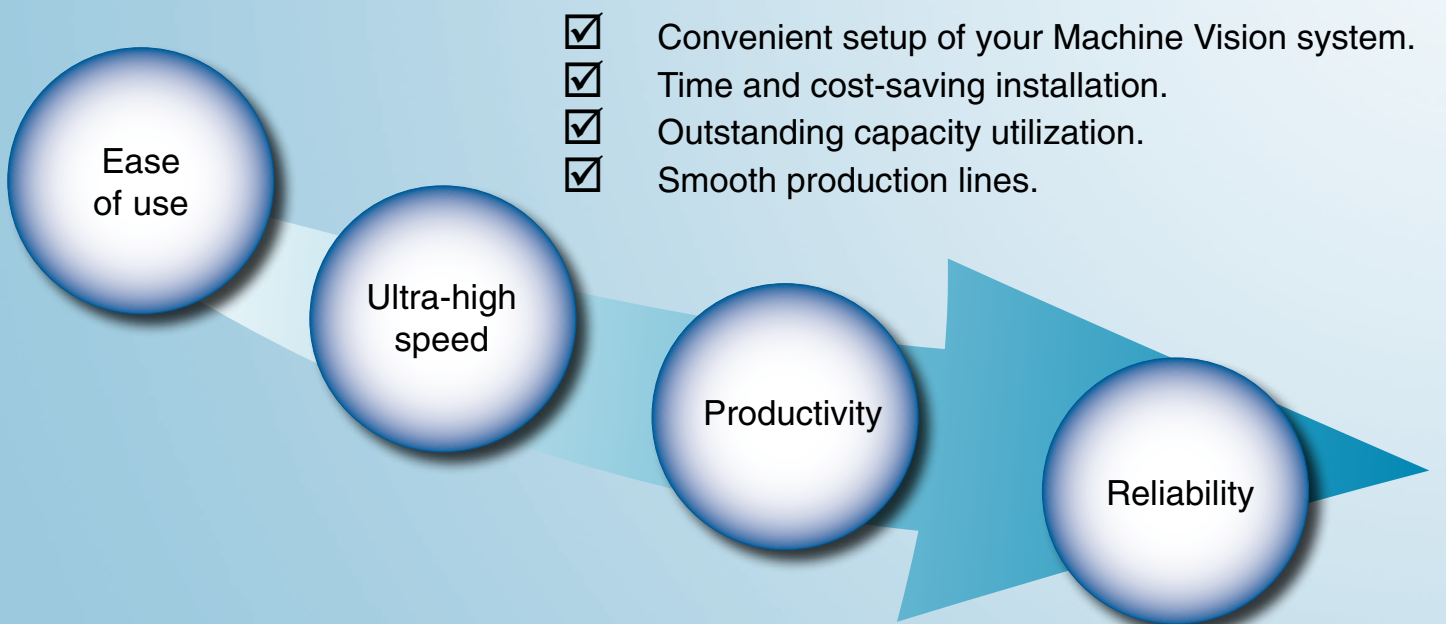 Convenient setup of your Machine Vision system.
Time and cost-saving installation.
Outstanding capacity utilization.
Smooth production lines.
Ease
of use
Ultra-high
speed
Productivity
Reliability